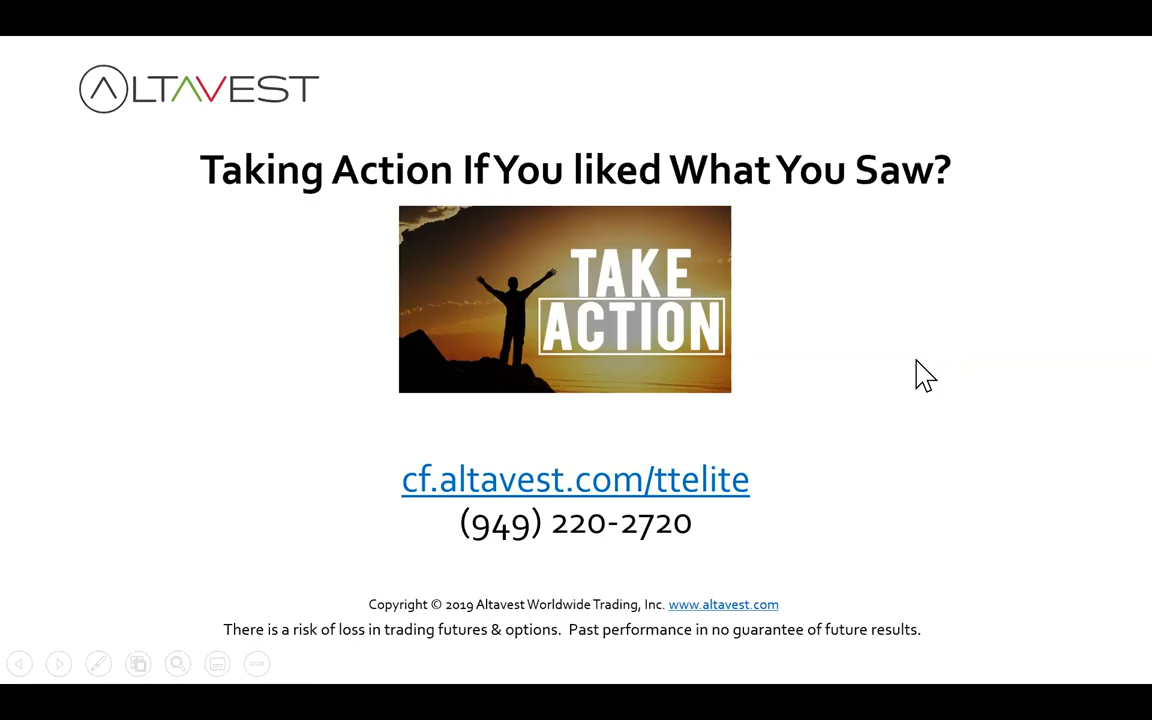 ALTAVEST
Taking Action If You liked What You Saw?
TAKE
ACTION
cf.altavest.com/ttelite
(949) 220-2720
Copyright © 2019 Altavest Worldwide Trading, Inc. www.altavest.com
There is a risk of loss in trading futures & options.  Past performance in no guarantee of future results.